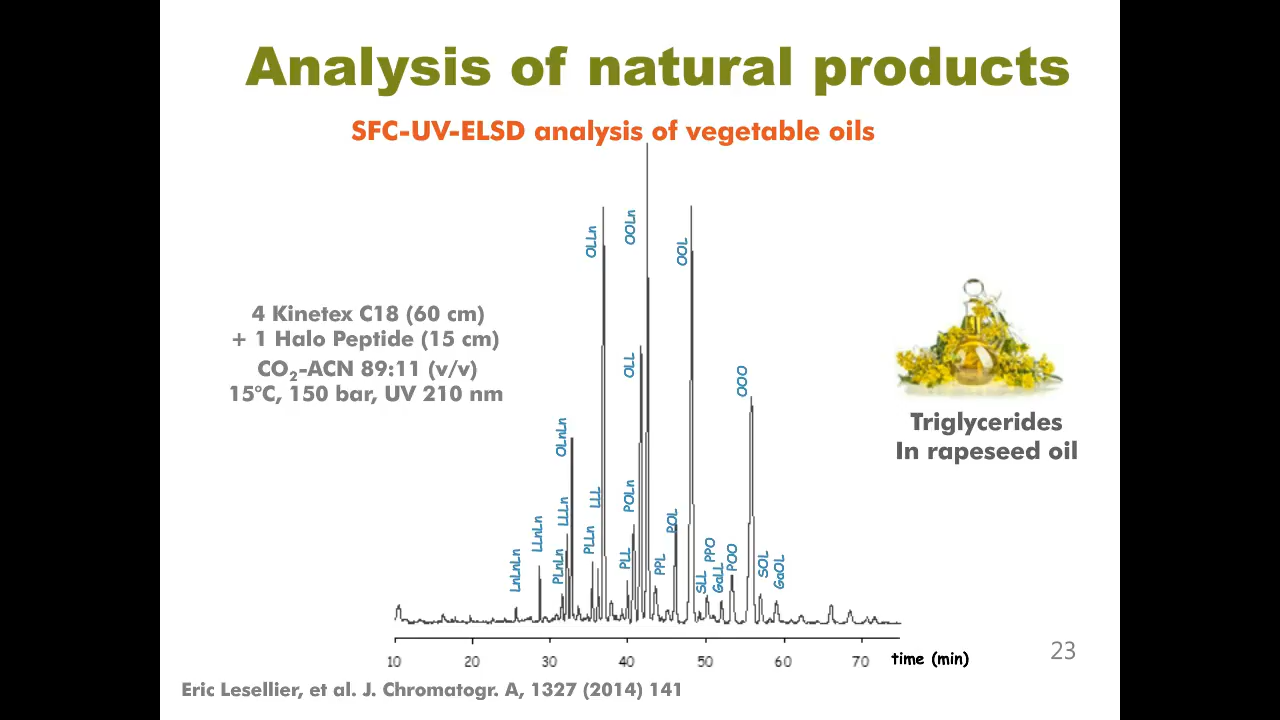 Analysis of natural products
SFC-UV-ELSD analysis of vegetable oils
4 Kinetex C18 (60 cm)
+ 1 Halo Peptide (15 cm)
CO₂-ACN 89:11 (v/v)
15°C, 150 bar, UV 210 nm
LnLnLn
LLnLn
PLnLn
LLLn
OLnLn
PLLn
LLL
OLLn
PLL
POLn
OLL
OOLn
PPL
POL
OOL
SLL
PPO
GaLL
POO
OOO
SOL
GaOL
Triglycerides
In rapeseed oil
10 20 30 40 50 60 70 time (min)
23
Eric Lesellier, et al. J. Chromatogr. A, 1327 (2014) 141